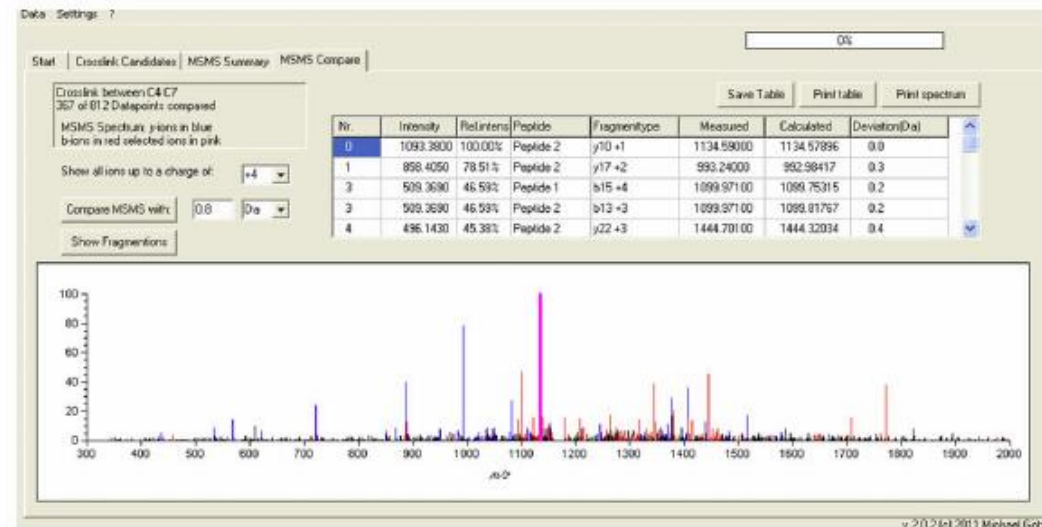 Data Settings ?
0%
Start Crosslink Candidates MSMS Summary MSMS Compare
Crosslink between C4 C7
367 of 812 Datapoints compared
MSMS Spectrum: y-ions in blue
b-ions in red selected ions in pink
Save Table Print table Print spectrum
Show all ions up to a charge of: +4
Compare MSMS with: 0.8 Da
Show Fragmentions
Nr. Intensity Rel.intens Peptide Fragmenttype Measured Calculated Deviation(Da)
0 1093.3800 100.00% Peptide 2 y10 +1 1134.59000 1134.57896 0.0
1 858.4050 78.51% Peptide 2 y17 +2 993.24000 992.98417 0.3
3 509.3690 46.59% Peptide 1 b15 +4 1099.97100 1099.75315 0.2
3 509.3690 46.59% Peptide 2 b13 +3 1099.97100 1099.81767 0.2
4 496.1430 45.38% Peptide 2 y22 +3 1444.70100 1444.32034 0.4
100
80
60
40
20
0
300 400 500 600 700 800 900 1000 1100 1200 1300 1400 1500 1600 1700 1800 1900 2000
m/z
v 2.0.2 (c) 2011 Michael